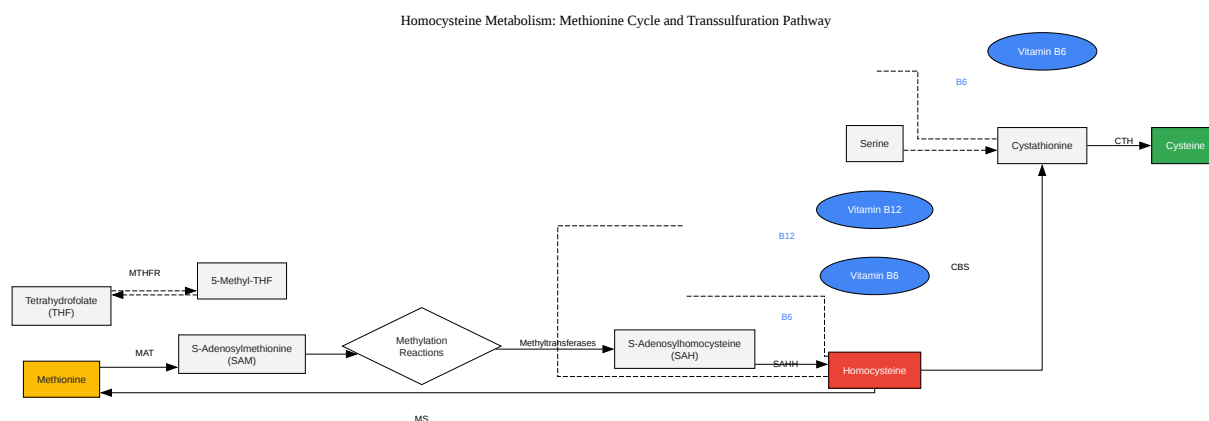 Homocysteine Metabolism: Methionine Cycle and Transsulfuration Pathway
Vitamin B6
B6
Serine
Cystathionine
CTH
Cysteine
Vitamin B12
B12
CBS
Vitamin B6
B6
MTHFR
5-Methyl-THF
Tetrahydrofolate
(THF)
Methionine
MAT
S-Adenosylmethionine
(SAM)
Methylation
Reactions
Methyltransferases
S-Adenosylhomocysteine
(SAH)
SAHH
Homocysteine
MS